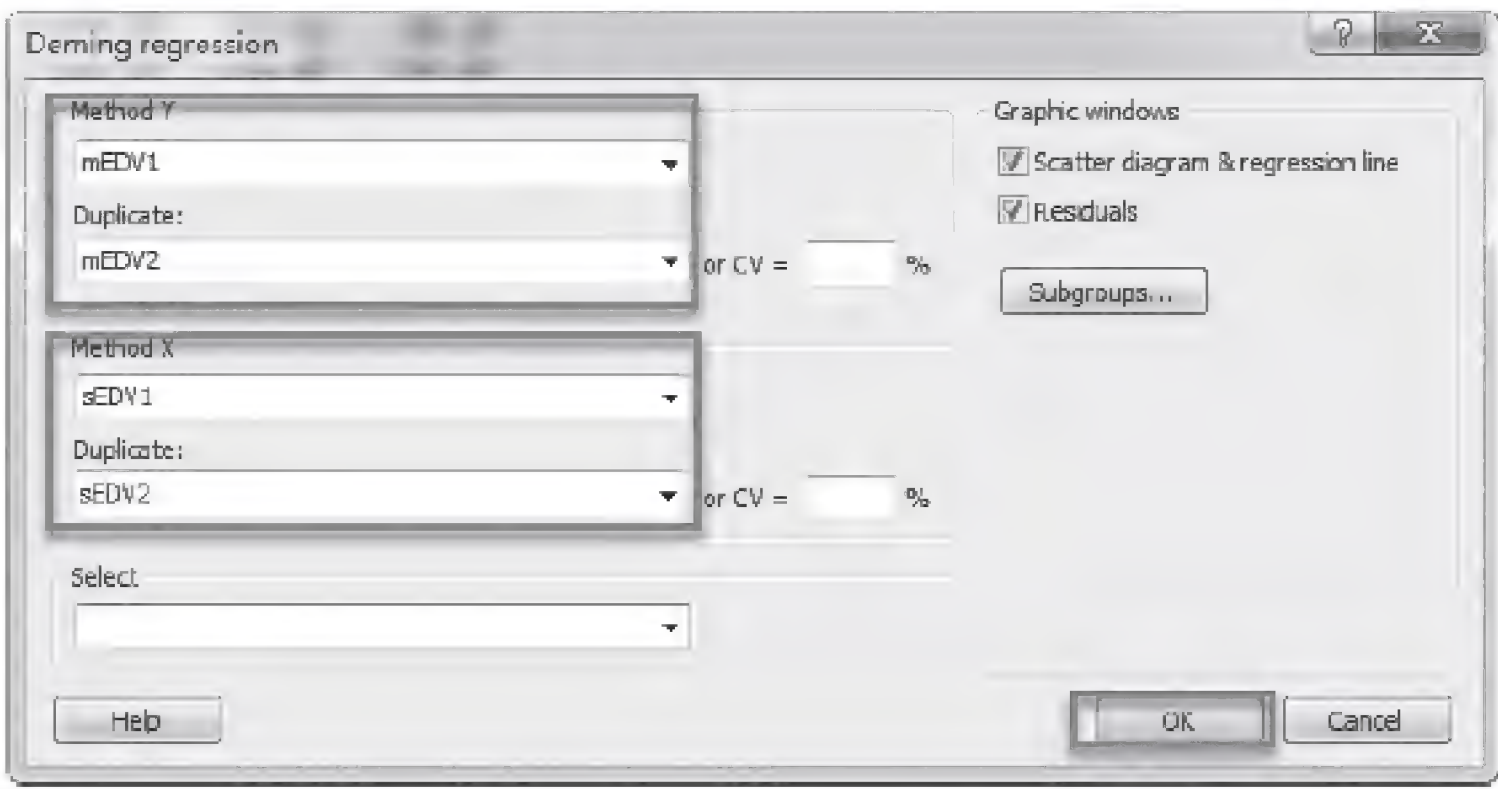 Deming regression
Method Y
mEDV1
Duplicate:
mEDV2
or CV = %
Method X
sEDV1
Duplicate:
sEDV2
or CV = %
Select
Graphic windows
Scatter diagram & regression line
Residuals
Subgroups...
Help
OK
Cancel